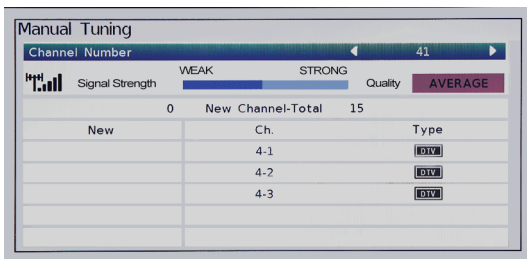 Manual Tuning
Channel Number 41
WEAK STRONG
Signal Strength Quality AVERAGE
0 New Channel-Total 15
New Ch. Type
4-1 DTV
4-2 DTV
4-3 DTV